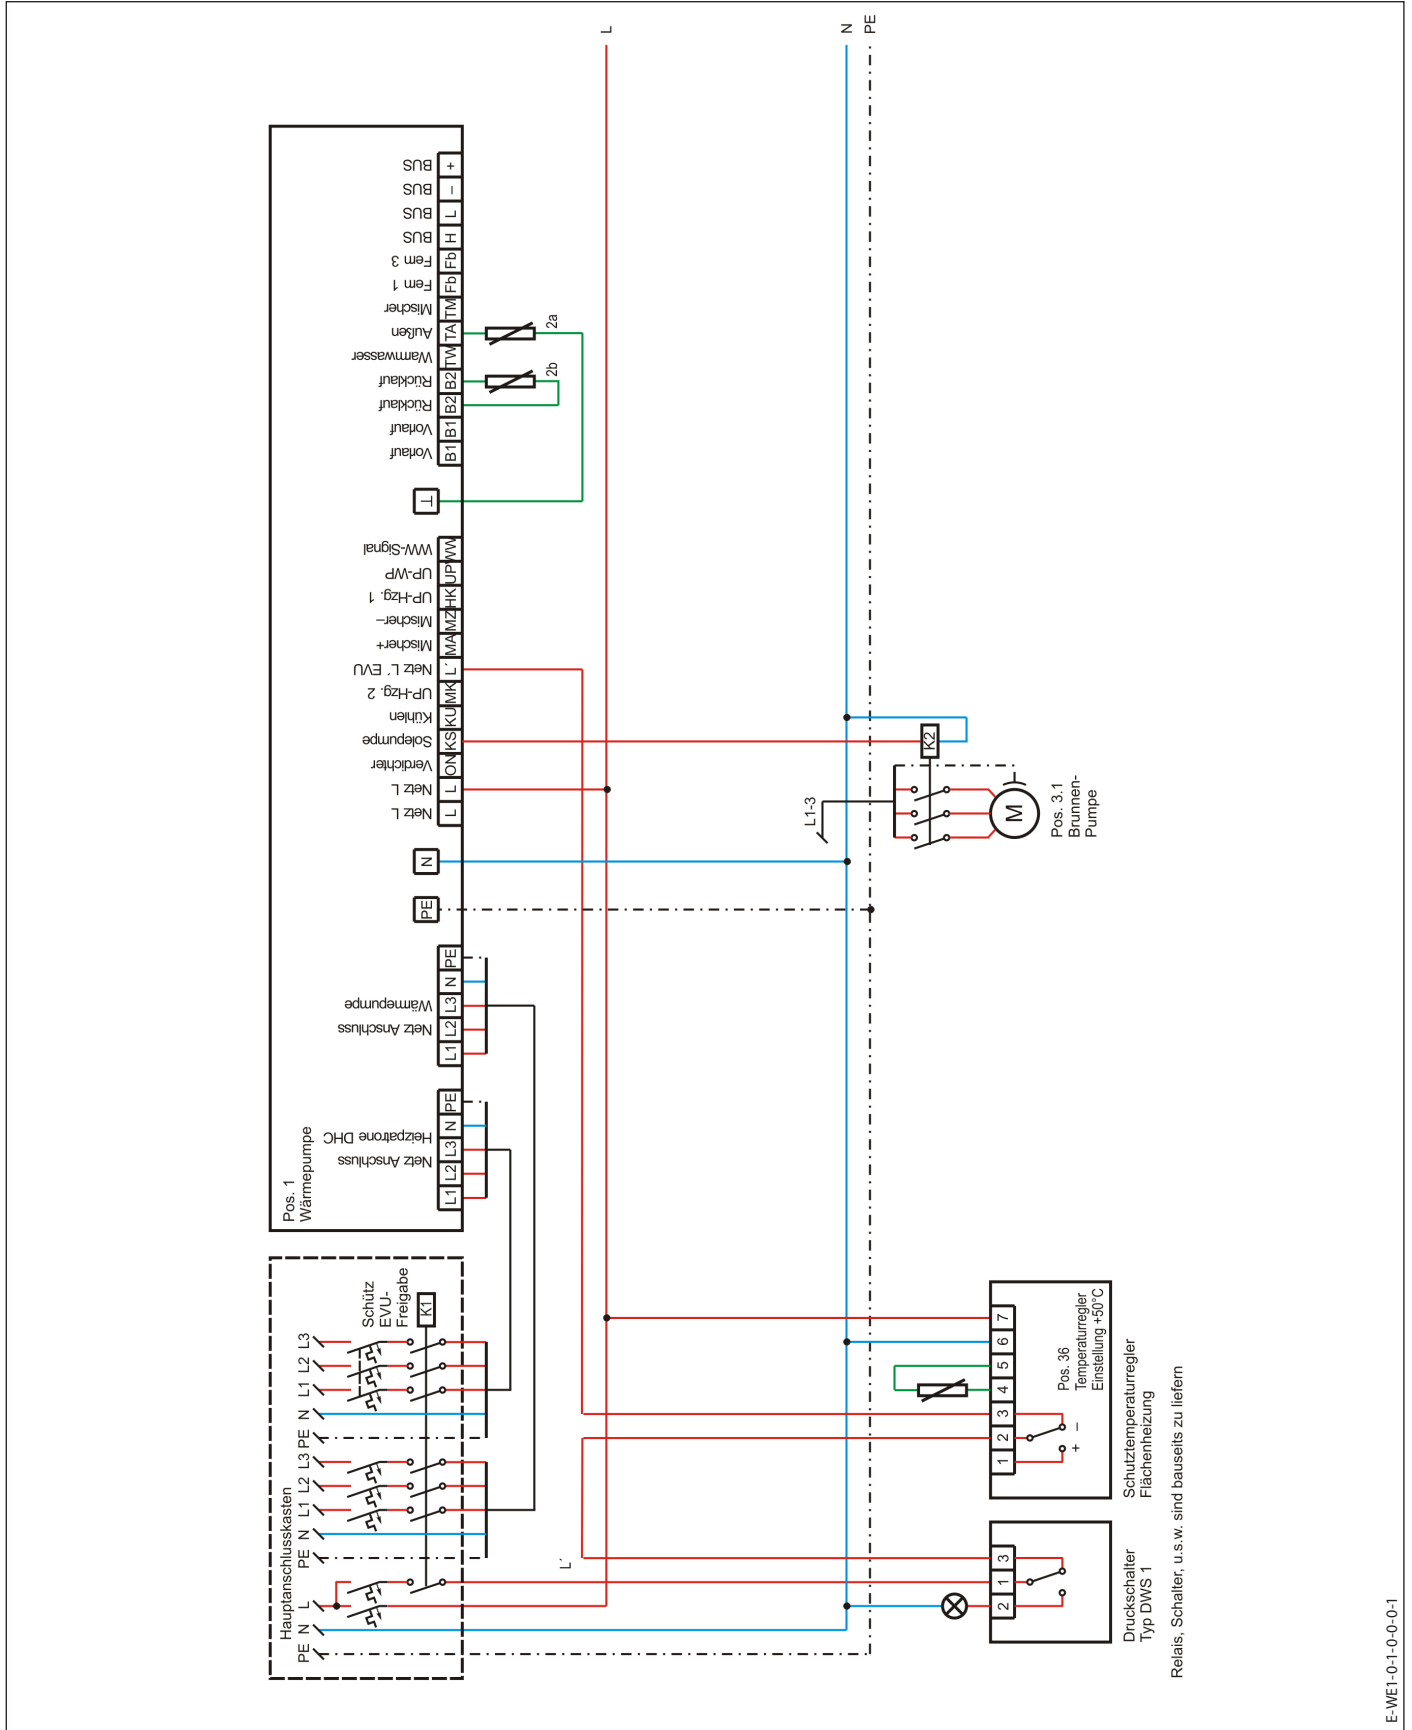 Hauptanschlusskasten
PE
N
L
PE
N
L1
L2
L3
PE
N
L1
L2
L3
Schütz
EVU-
Freigabe
K1
Pos. 1
Wärmepumpe
Netz Anschluss
Heizpatrone DHC
L1
L2
L3
N
PE
Netz Anschluss
Wärmepumpe
L1
L2
L3
N
PE
PE
N
Netz L
L
Netz L
L
Verdichter
ON
Solepumpe
KS
Kühlen
KU
UP-Hzg. 2
MK
Netz L´ EVU
L´
Mischer+
MA
Mischer–
MZ
UP-Hzg. 1
HK
UP-WP
UP
WW-Signal
WW
⊥
Vorlauf
B1
Vorlauf
B1
Rücklauf
B2
Rücklauf
B2
Warmwasser
TW
Außen
TA
Mischer
TM
Fern 1
Fb
Fern 3
Fb
BUS
H
BUS
L
BUS
–
BUS
+
2b
2a
L
N
PE
L´
L1-3
K2
M
Pos. 3.1
Brunnen-
Pumpe
2
1
3
Druckschalter
Typ DWS 1
1
2
3
4
5
6
7
+
–
Pos. 36
Temperaturregler
Einstellung +50°C
Schutztemperaturregler
Flächenheizung
Relais, Schalter, u.s.w. sind bauseits zu liefern
E-WE1-0-1-0-0-0-1